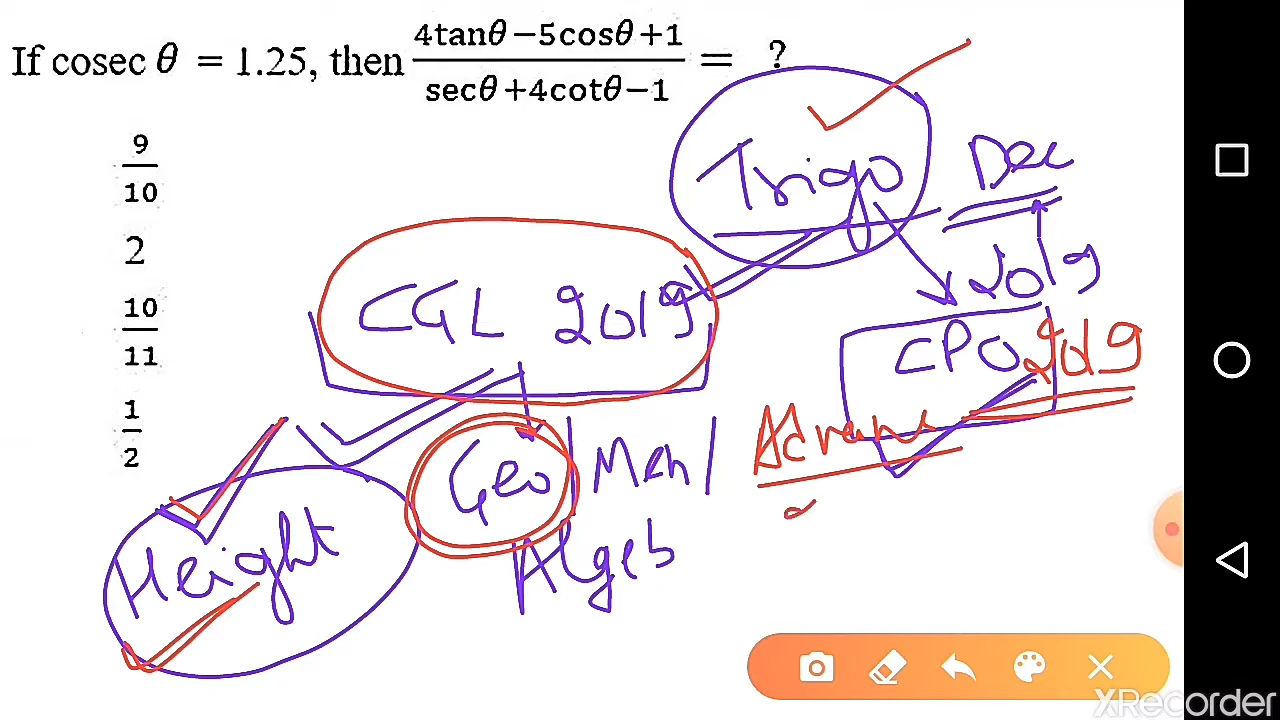 If cosec θ = 1.25, then (4tanθ−5cosθ+1)/(secθ+4cotθ−1) = ?
9/10
2
10/11
1/2
Trigo
Dec
2019
CGL 2019
CPO 2019
Geo | Men |
Algeb
Height
XRecorder